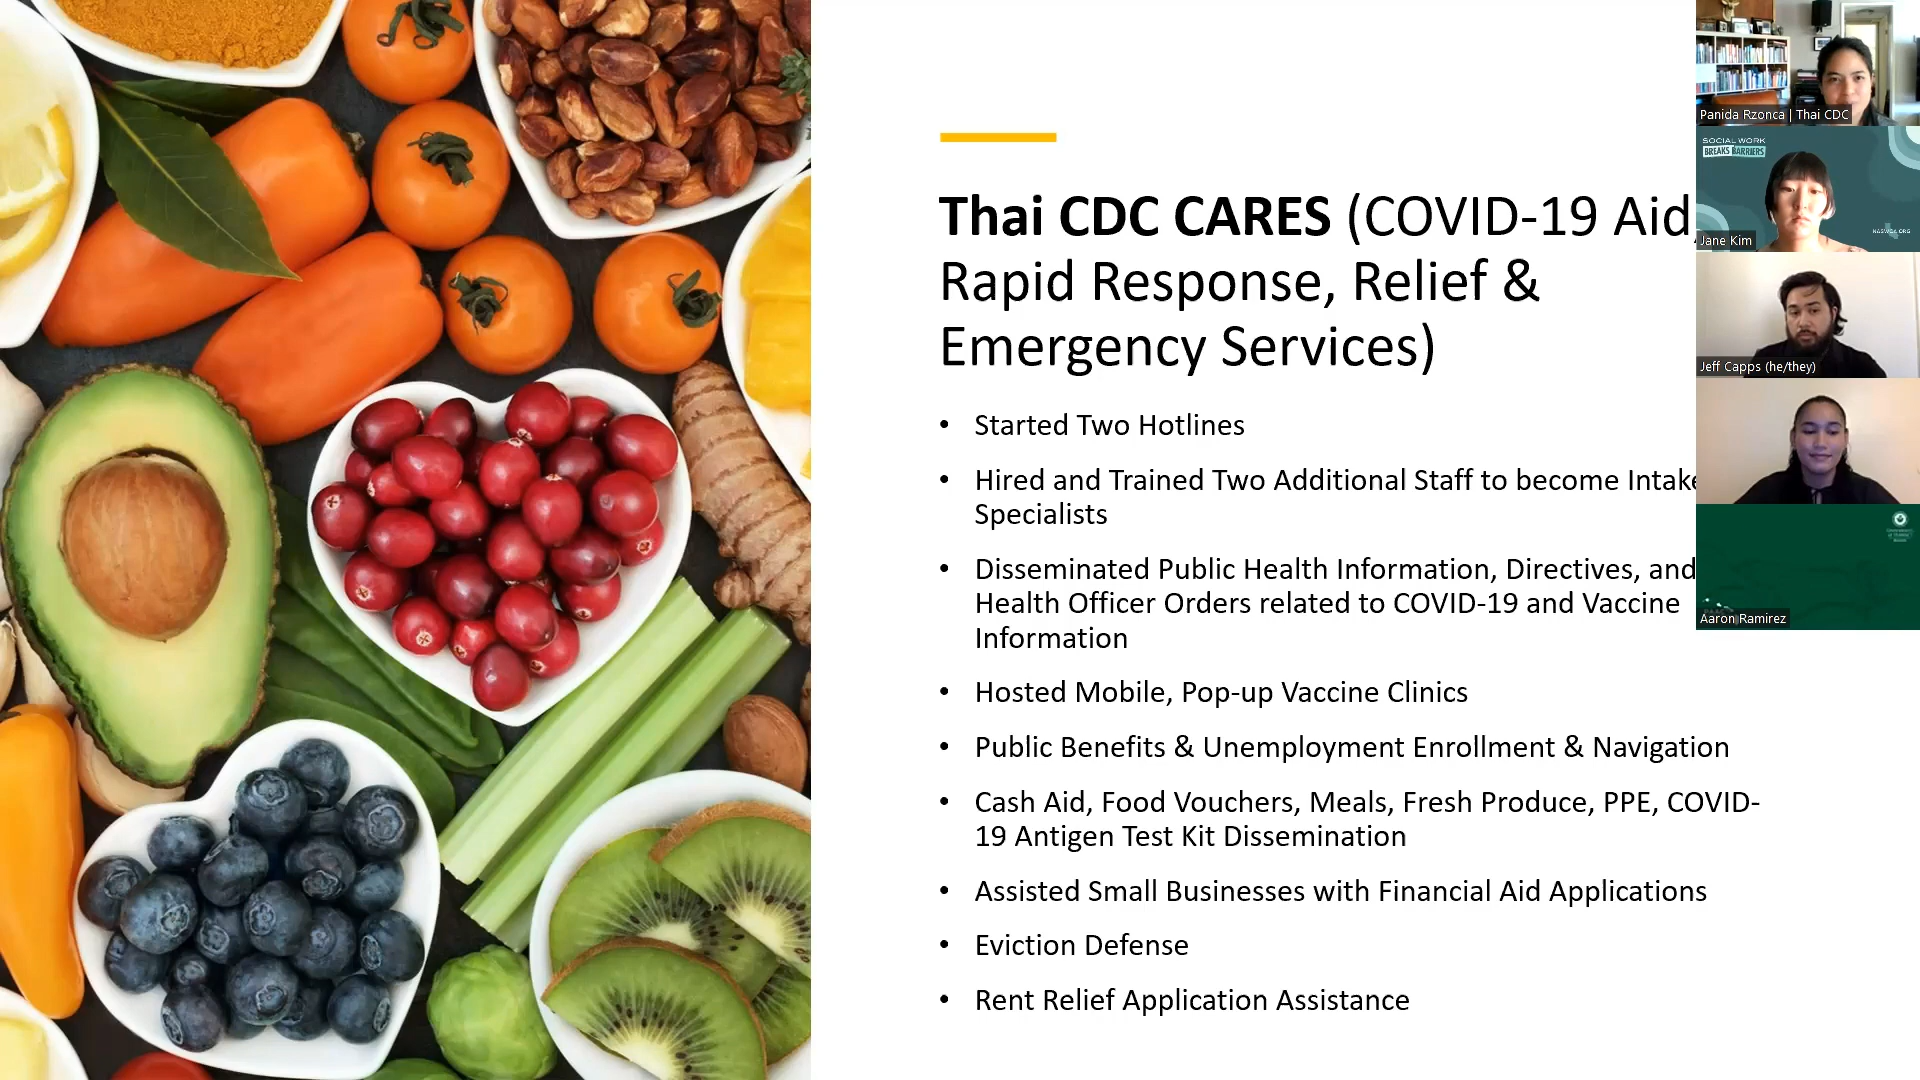 Thai CDC CARES (COVID-19 Aid,
Rapid Response, Relief &
Emergency Services)
• Started Two Hotlines
• Hired and Trained Two Additional Staff to become Intake
Specialists
• Disseminated Public Health Information, Directives, and
Health Officer Orders related to COVID-19 and Vaccine
Information
• Hosted Mobile, Pop-up Vaccine Clinics
• Public Benefits & Unemployment Enrollment & Navigation
• Cash Aid, Food Vouchers, Meals, Fresh Produce, PPE, COVID-
19 Antigen Test Kit Dissemination
• Assisted Small Businesses with Financial Aid Applications
• Eviction Defense
• Rent Relief Application Assistance
Panida Rzonca | Thai CDC
SOCIAL WORK
BREAKS BARRIERS
NASWCA.ORG
Jane Kim
Jeff Capps (he/they)
Aaron Ramirez